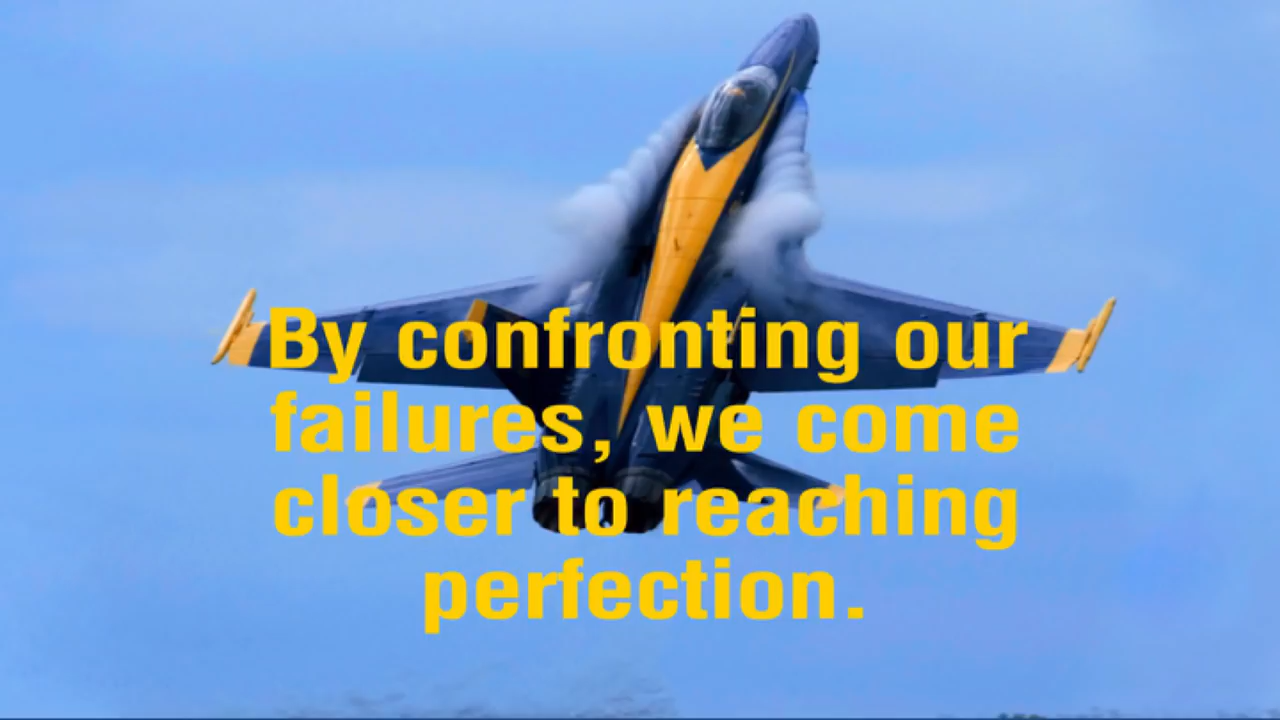 By confronting our
failures, we come
closer to reaching
perfection.